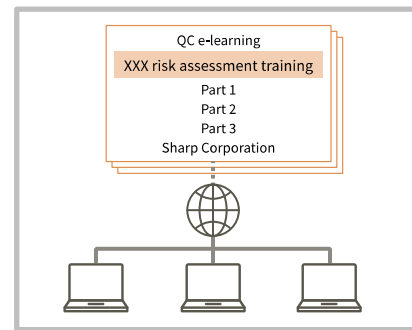 QC e-learning
XXX risk assessment training
Part 1
Part 2
Part 3
Sharp Corporation